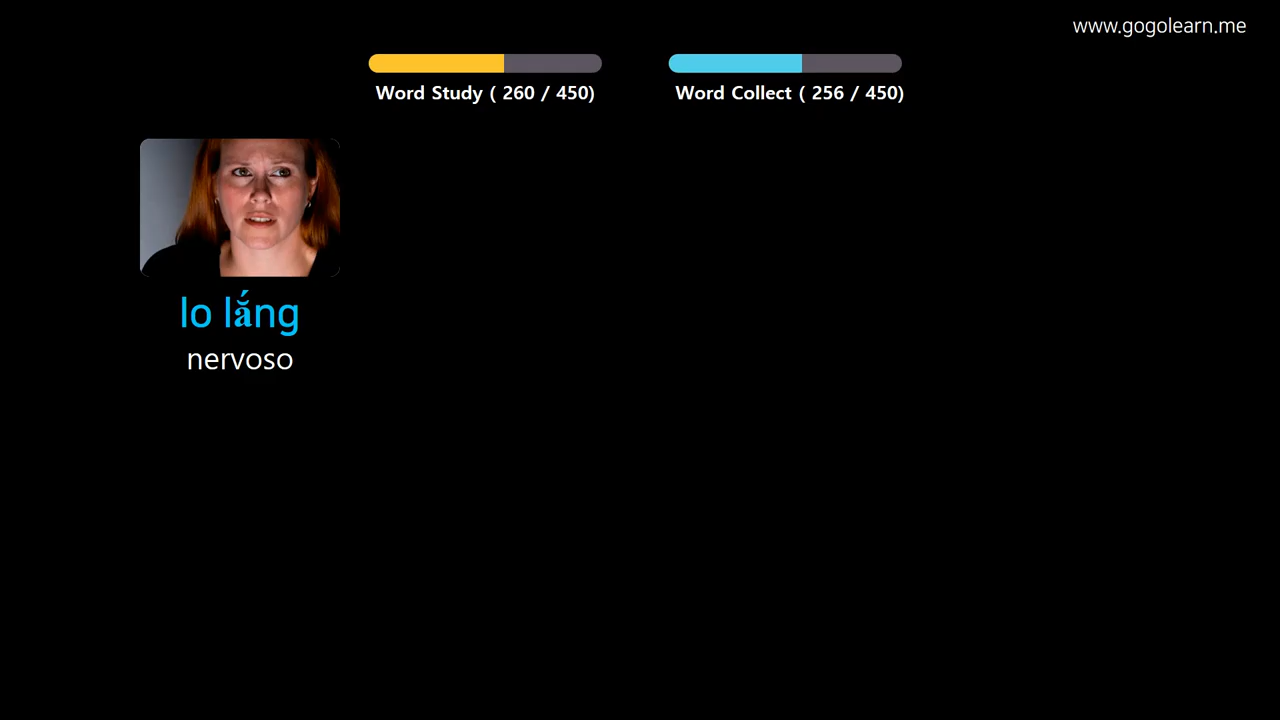 www.gogolearn.me
Word Study ( 260 / 450)
Word Collect ( 256 / 450)
lo lắng
nervoso